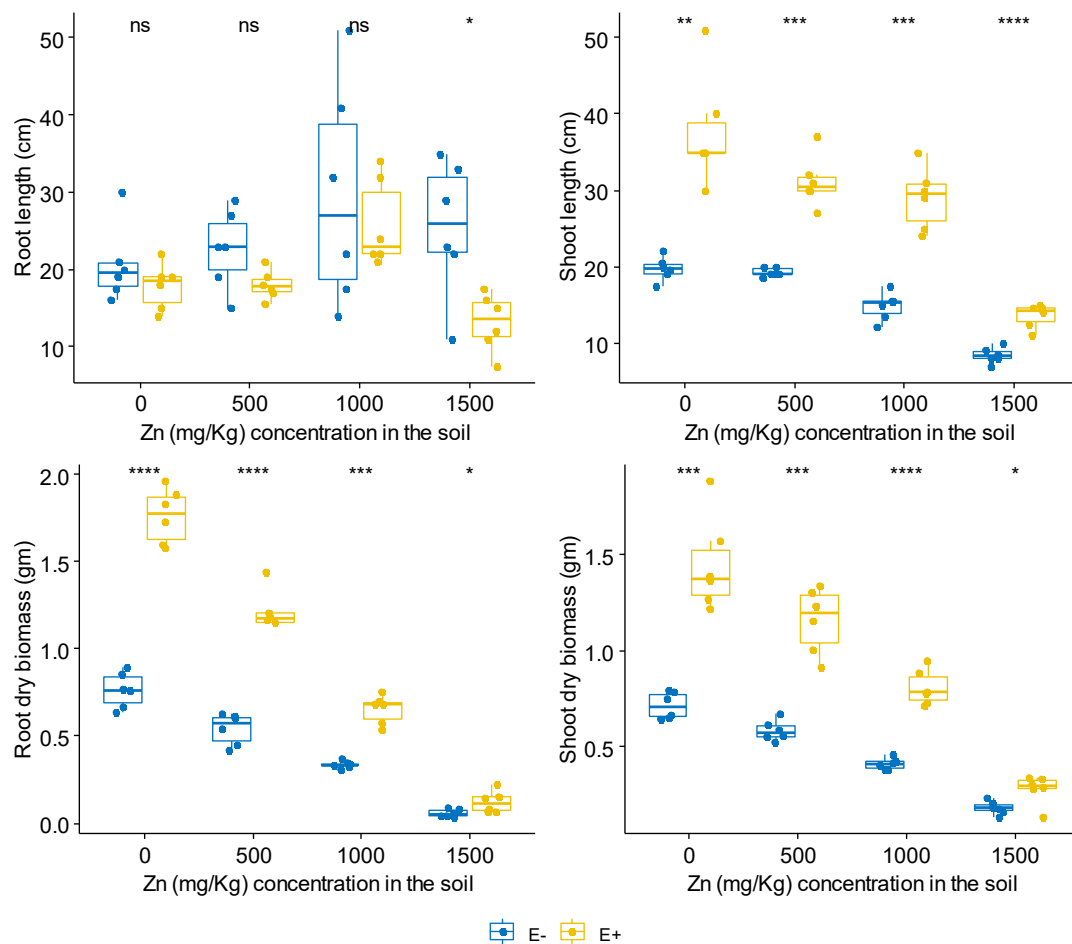 ns ns ns *
** *** *** ****
50
40
30
20
10
Root length (cm)
0 500 1000 1500
Zn (mg/Kg) concentration in the soil
50
40
30
20
10
Shoot length (cm)
0 500 1000 1500
Zn (mg/Kg) concentration in the soil
**** **** *** *
2.0
1.5
1.0
0.5
0.0
Root dry biomass (gm)
0 500 1000 1500
Zn (mg/Kg) concentration in the soil
*** *** **** *
1.5
1.0
0.5
Shoot dry biomass (gm)
0 500 1000 1500
Zn (mg/Kg) concentration in the soil
E- E+